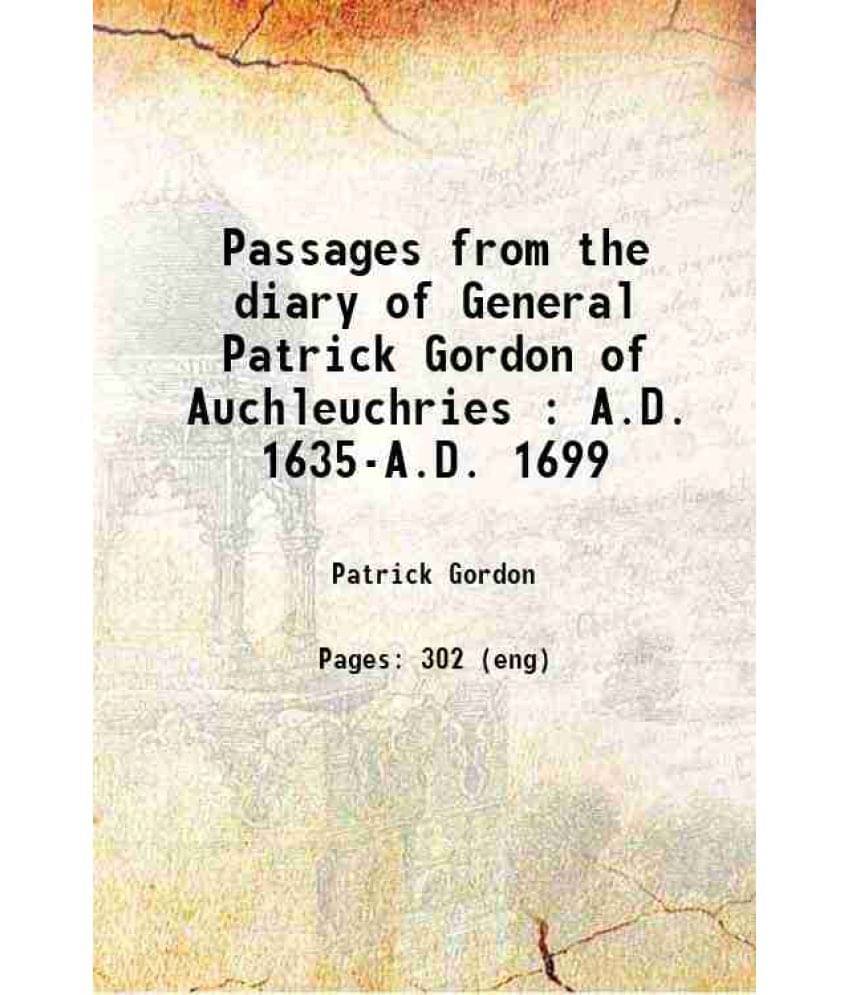 Passages from the
diary of General
Patrick Gordon of
Auchleuchries : A.D.
1635-A.D. 1699
Patrick Gordon
Pages: 302 (eng)